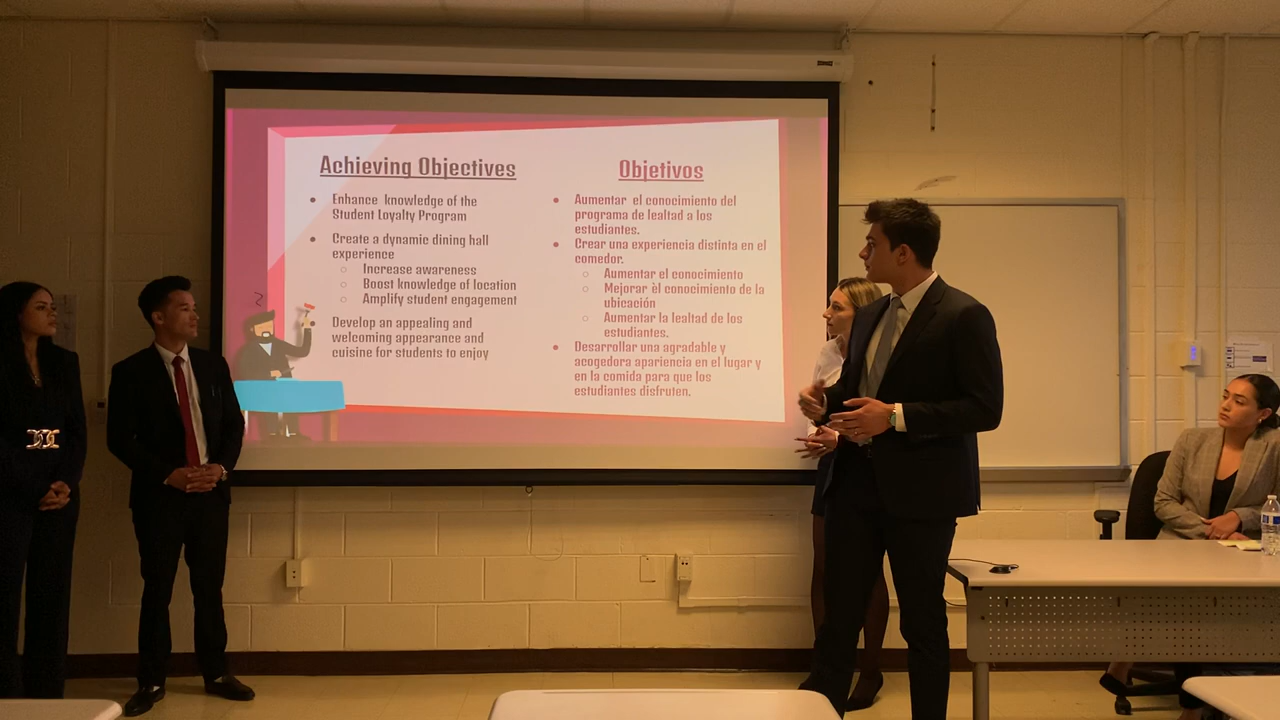 Achieving Objectives
• Enhance knowledge of the
Student Loyalty Program
• Create a dynamic dining hall
experience
○ Increase awareness
○ Boost knowledge of location
○ Amplify student engagement
Develop an appealing and
welcoming appearance and
cuisine for students to enjoy
Objetivos
• Aumentar el conocimiento del
programa de lealtad a los
estudiantes.
• Crear una experiencia distinta en el
comedor.
○ Aumentar el conocimiento
○ Mejorar èl conocimiento de la
ubicación
○ Aumentar la lealtad de los
estudiantes.
• Desarrollar una agradable y
acogedora apariencia en el lugar y
en la comida para que los
estudiantes disfruten.